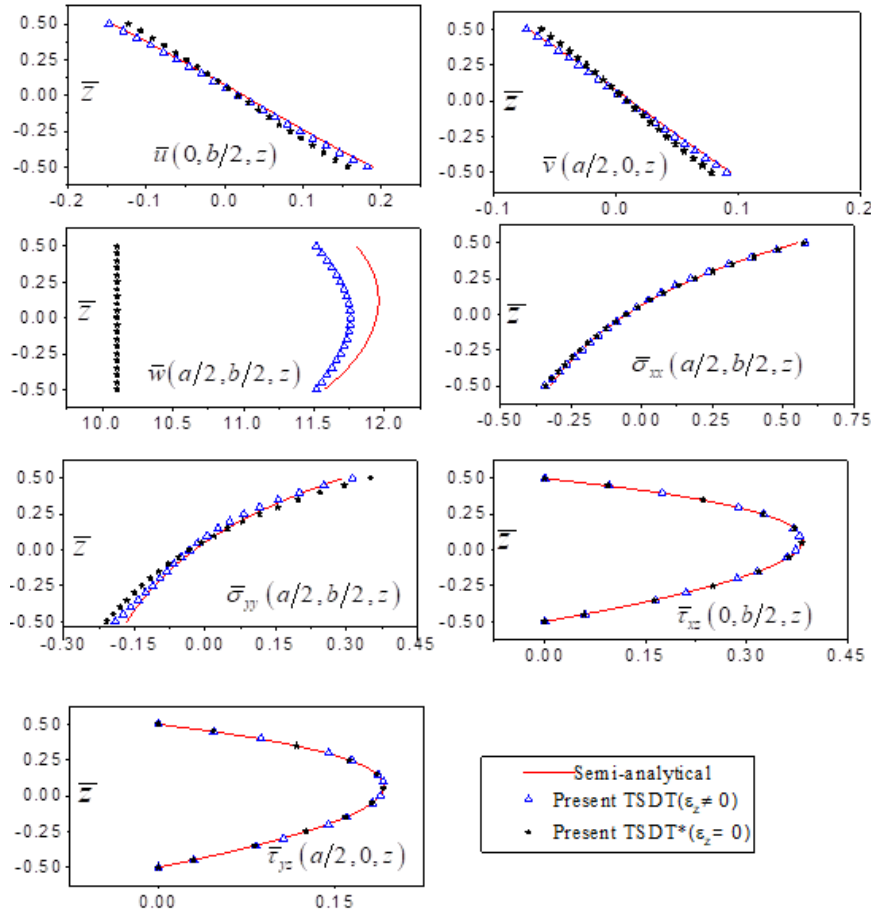 0.50
0.25
0.00
-0.25
-0.50
z̅
u̅(0,b/2,z)
-0.2 -0.1 0.0 0.1 0.2
0.50
0.25
0.00
-0.25
-0.50
z̅
v̅(a/2,0,z)
-0.1 0.0 0.1 0.2
0.50
0.25
0.00
-0.25
-0.50
z̅
w̅(a/2,b/2,z)
10.0 10.5 11.0 11.5 12.0
0.50
0.25
0.00
-0.25
-0.50
z̅
σ̅xx(a/2,b/2,z)
-0.50 -0.25 0.00 0.25 0.50 0.75
0.50
0.25
0.00
-0.25
-0.50
z̅
σ̅yy(a/2,b/2,z)
-0.30 -0.15 0.00 0.15 0.30 0.45
0.50
0.25
0.00
-0.25
-0.50
z̅
τ̅xz(0,b/2,z)
0.00 0.15 0.30 0.45
0.50
0.25
0.00
-0.25
-0.50
z̅
τ̅yz(a/2,0,z)
0.00 0.15
Semi-analytical
Present TSDT(εz≠ 0)
Present TSDT*(εz= 0)